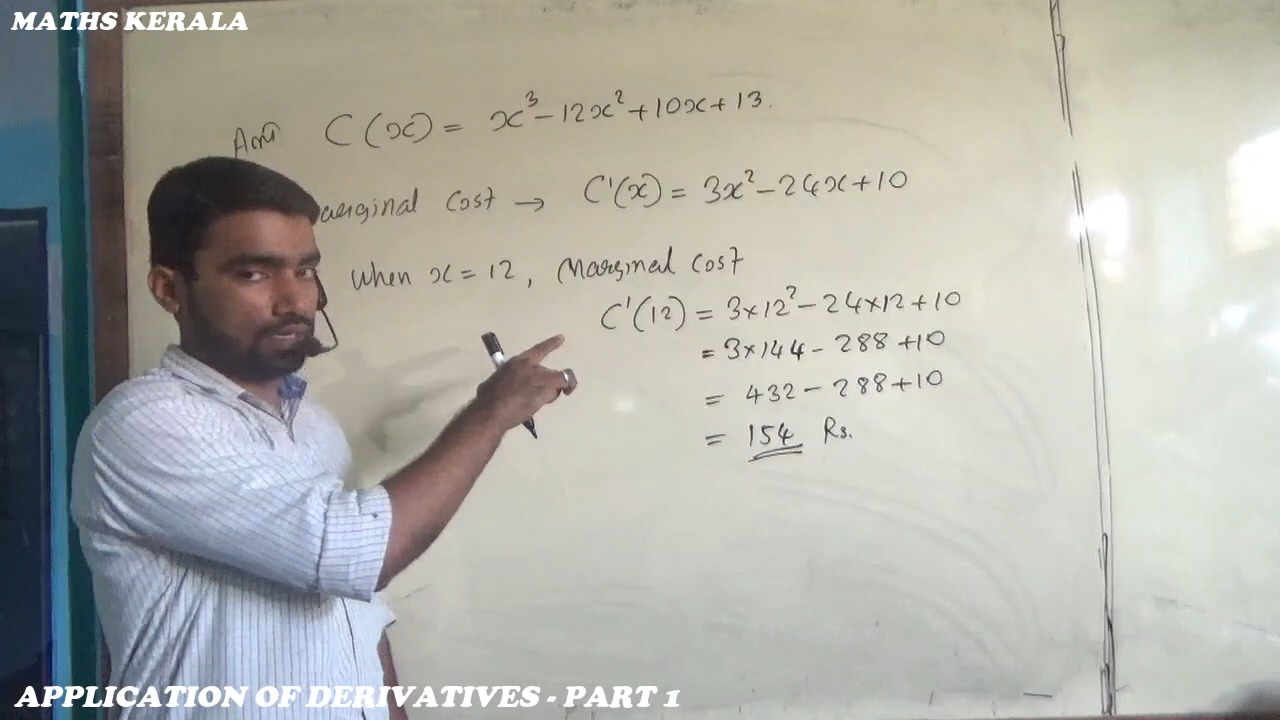 MATHS KERALA
C(x) = x³ - 12x² + 10x + 13.
arginal cost → C'(x) = 3x² - 24x + 10
when x = 12, Marginal cost
C'(12) = 3×12² - 24×12 + 10
= 3×144 - 288 + 10
= 432 - 288 + 10
= 154 Rs.
APPLICATION OF DERIVATIVES - PART 1